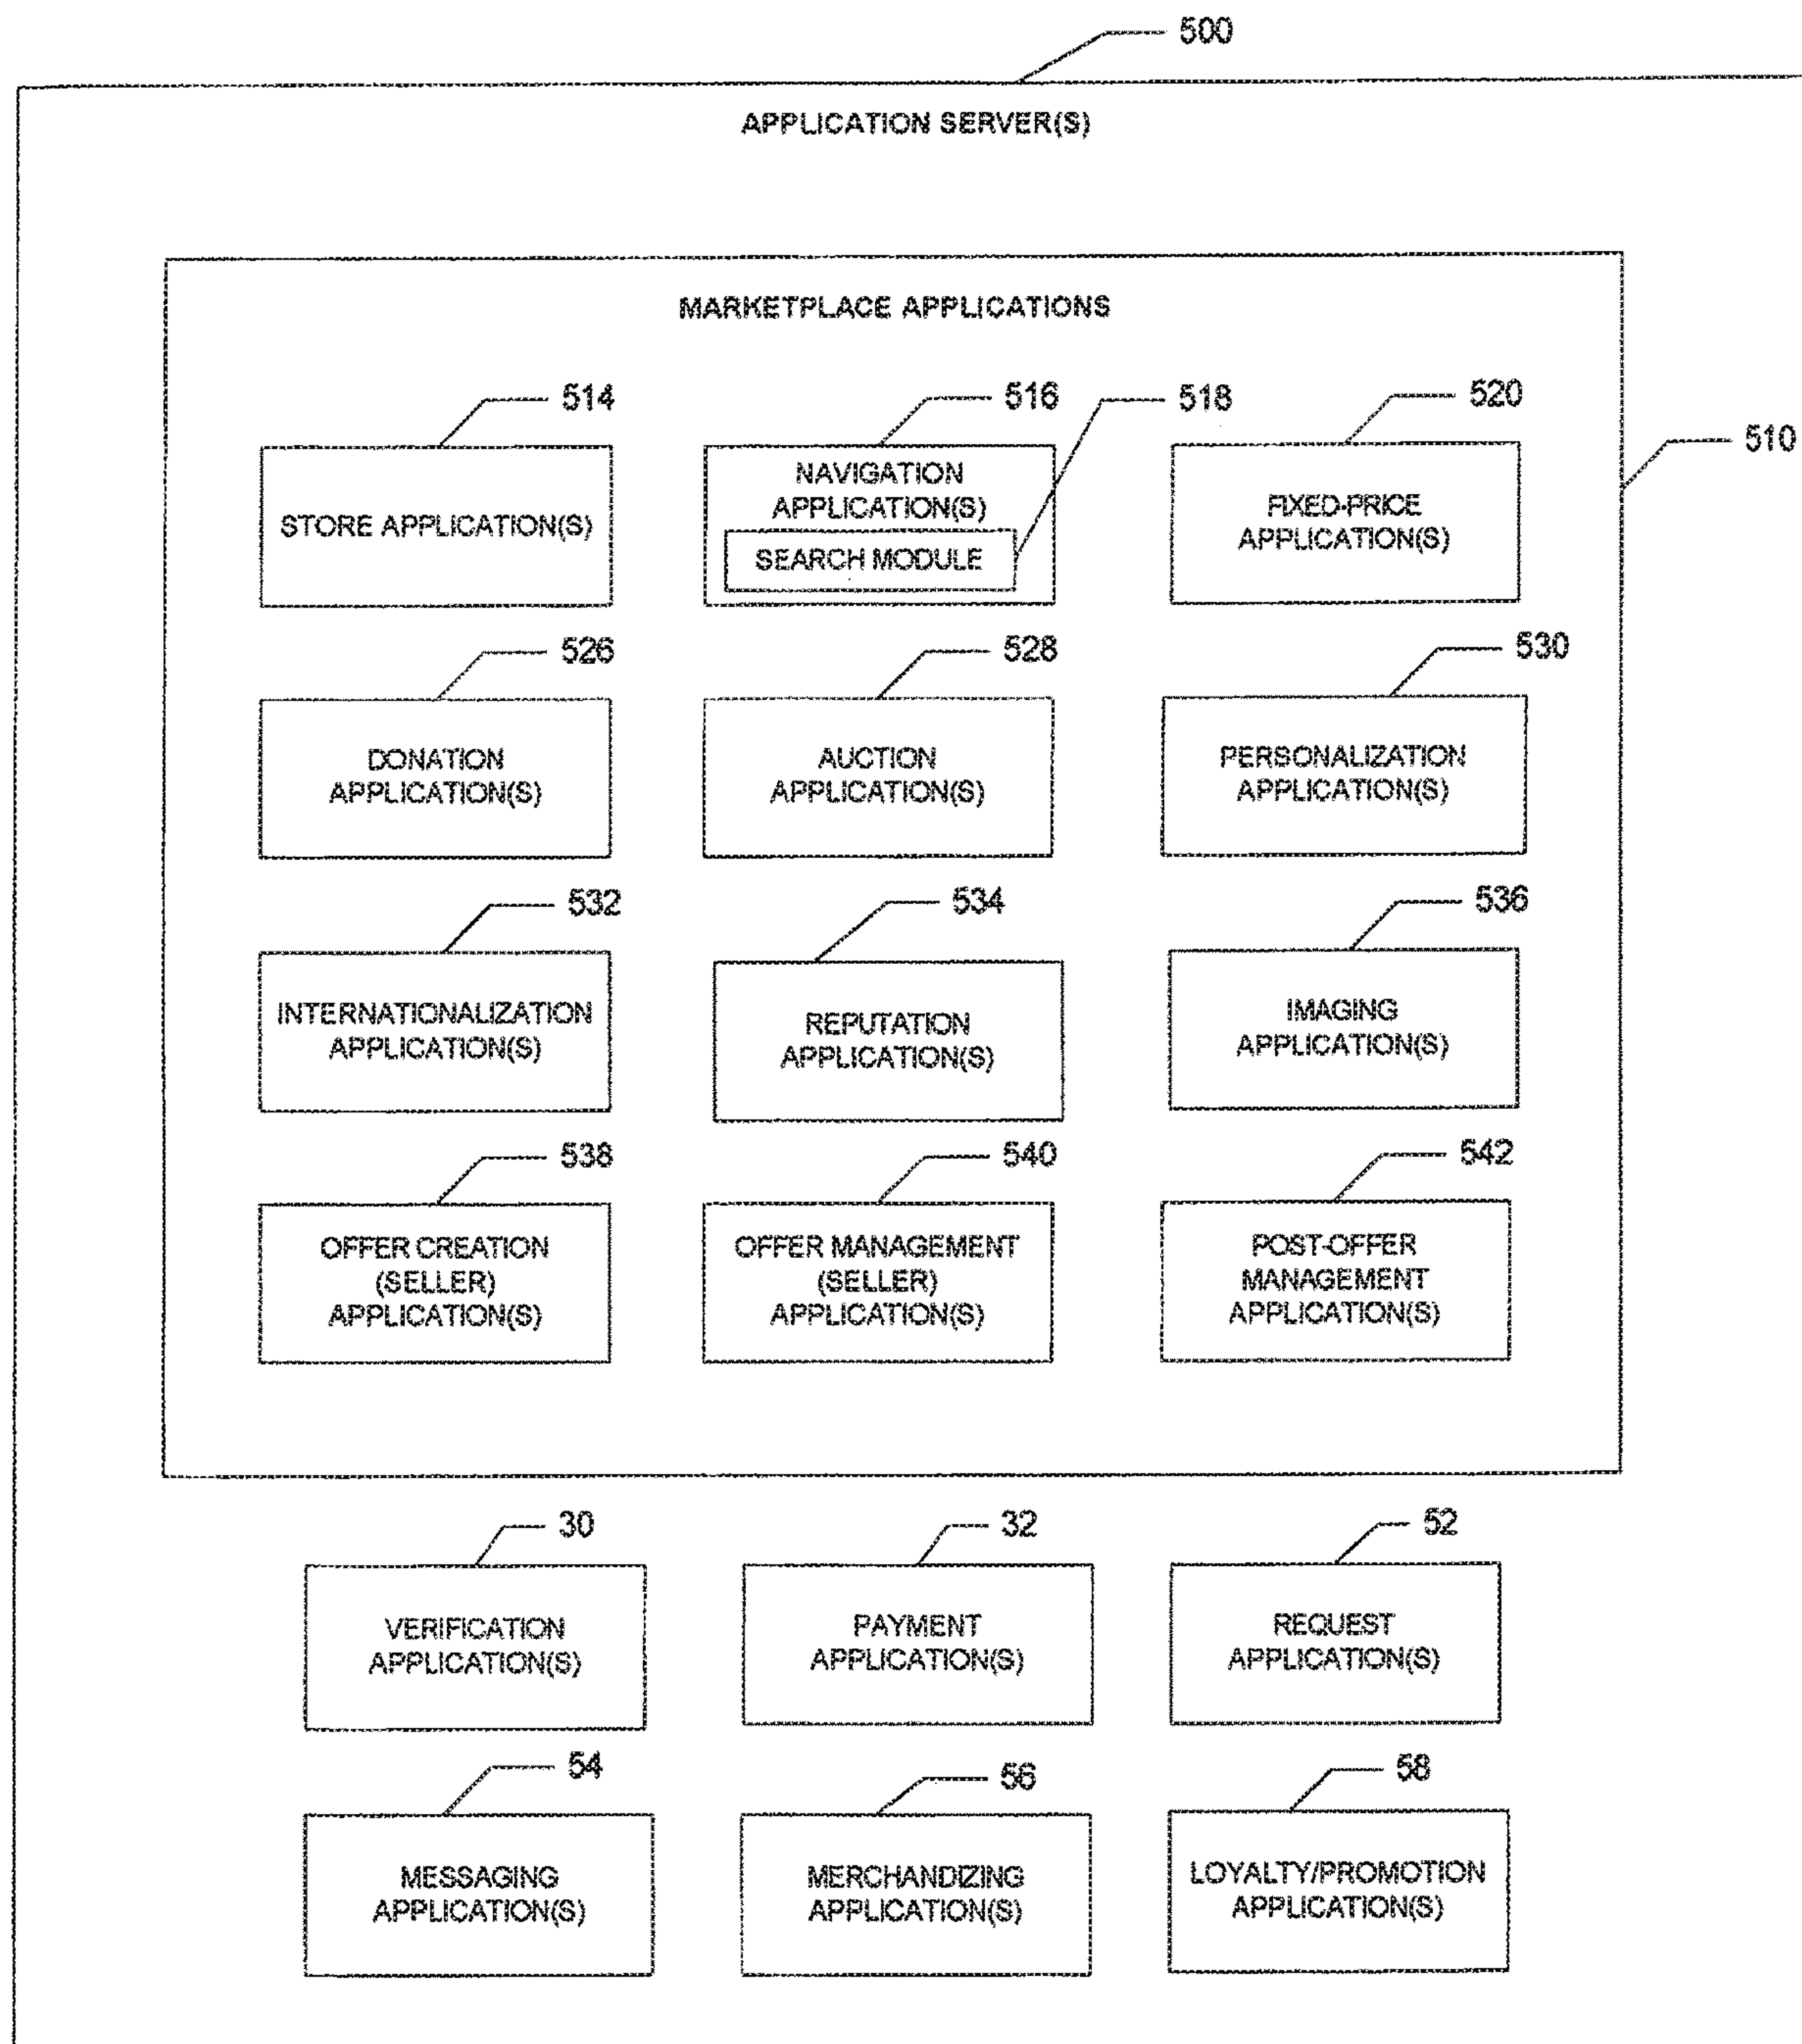 500
APPLICATION SERVER(S)
MARKETPLACE APPLICATIONS
514
516
518
520
510
STORE APPLICATION(S)
NAVIGATION
APPLICATION(S)
SEARCH MODULE
FIXED-PRICE
APPLICATION(S)
526
528
530
DONATION
APPLICATION(S)
AUCTION
APPLICATION(S)
PERSONALIZATION
APPLICATION(S)
532
534
536
INTERNATIONALIZATION
APPLICATION(S)
REPUTATION
APPLICATION(S)
IMAGING
APPLICATION(S)
538
540
542
OFFER CREATION
(SELLER)
APPLICATION(S)
OFFER MANAGEMENT
(SELLER)
APPLICATION(S)
POST-OFFER
MANAGEMENT
APPLICATION(S)
30
32
52
VERIFICATION
APPLICATION(S)
PAYMENT
APPLICATION(S)
REQUEST
APPLICATION(S)
54
56
58
MESSAGING
APPLICATION(S)
MERCHANDIZING
APPLICATION(S)
LOYALTY/PROMOTION
APPLICATION(S)